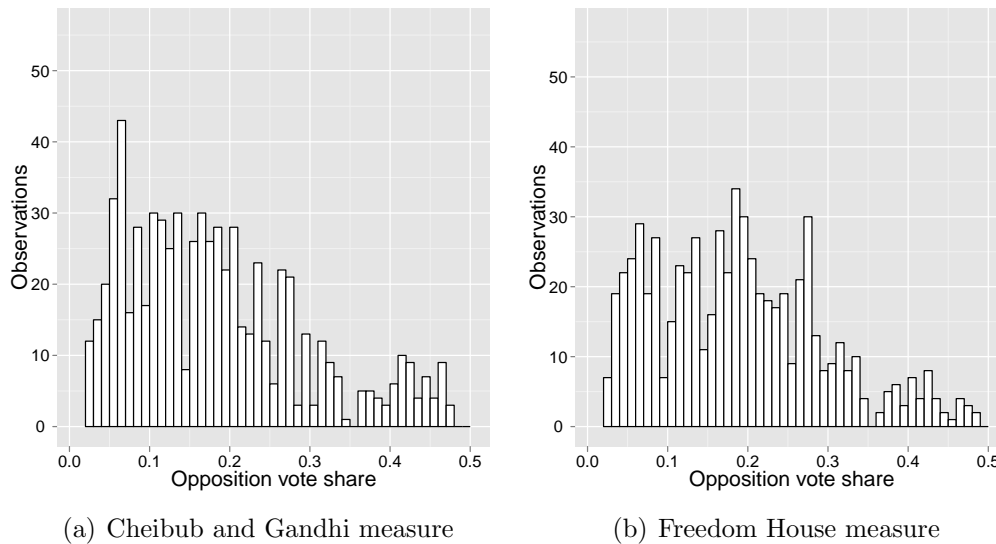 50
40
30
20
10
0
Observations
0.0 0.1 0.2 0.3 0.4 0.5
Opposition vote share
(a) Cheibub and Gandhi measure
50
40
30
20
10
0
Observations
0.0 0.1 0.2 0.3 0.4 0.5
Opposition vote share
(b) Freedom House measure